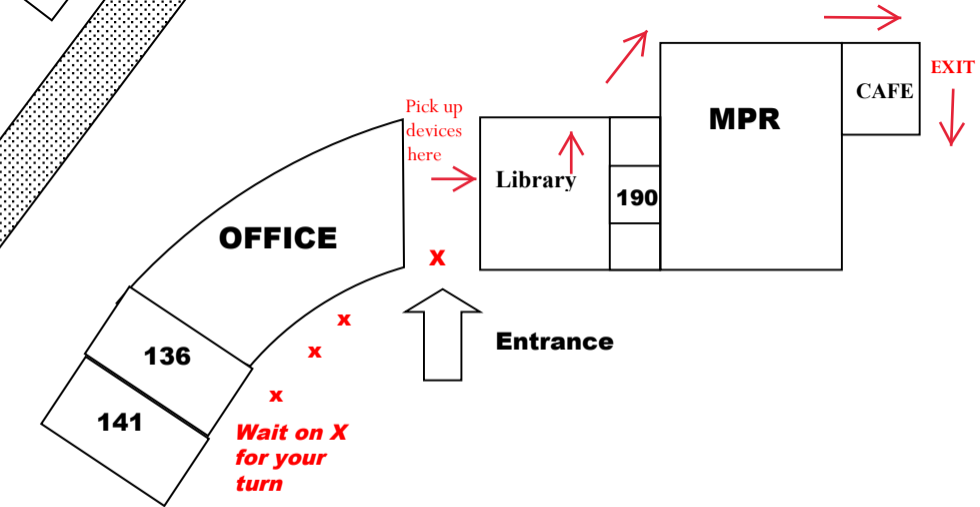 EXIT
CAFE
MPR
Pick up
devices
here
Library
190
OFFICE
X
x
Entrance
x
136
x
141
Wait on X
for your
turn